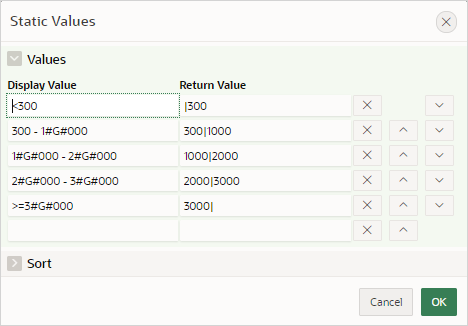 Static Values
Values
Display Value Return Value
<300 |300
300 - 1#G#000 300|1000
1#G#000 - 2#G#000 1000|2000
2#G#000 - 3#G#000 2000|3000
>=3#G#000 3000|
Sort
Cancel OK